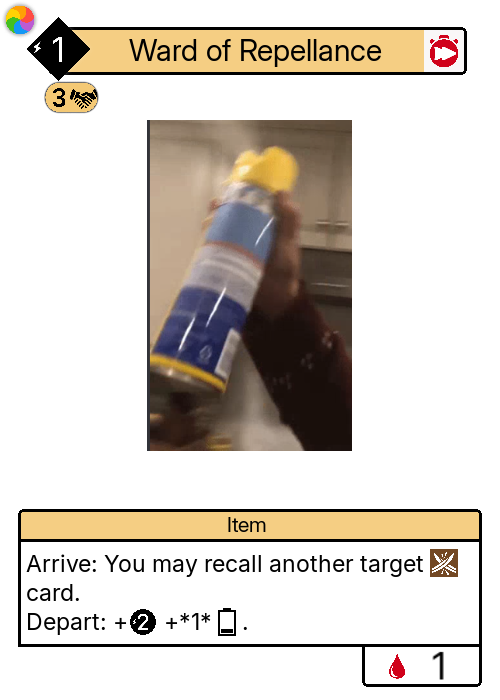 1
Ward of Repellance
3
Item
Arrive: You may recall another target
card.
Depart: +2 +*1* .
1